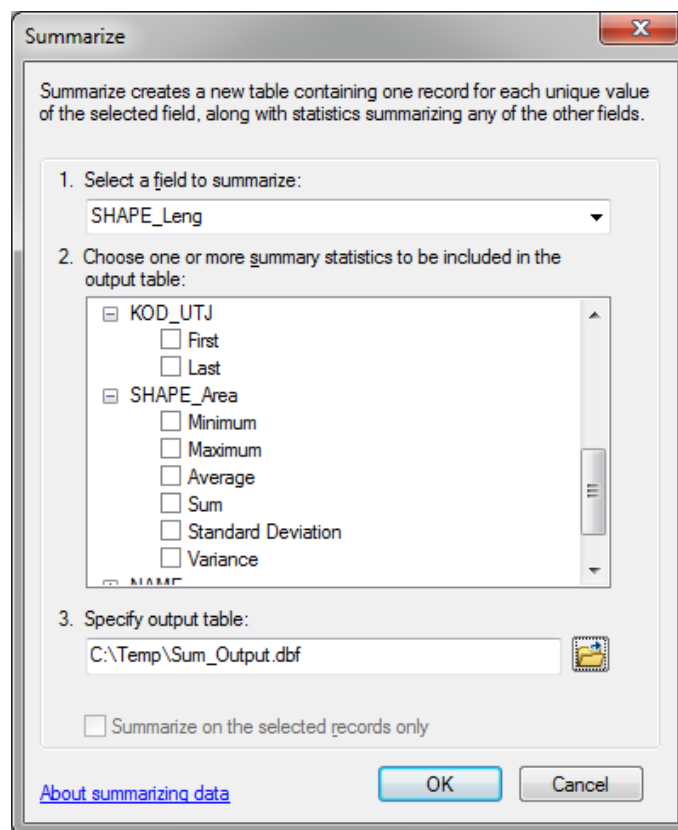 Summarize
Summarize creates a new table containing one record for each unique value
of the selected field, along with statistics summarizing any of the other fields.
1. Select a field to summarize:
SHAPE_Leng
2. Choose one or more summary statistics to be included in the
output table:
KOD_UTJ
First
Last
SHAPE_Area
Minimum
Maximum
Average
Sum
Standard Deviation
Variance
NAME
3. Specify output table:
C:\Temp\Sum_Output.dbf
Summarize on the selected records only
About summarizing data
OK
Cancel